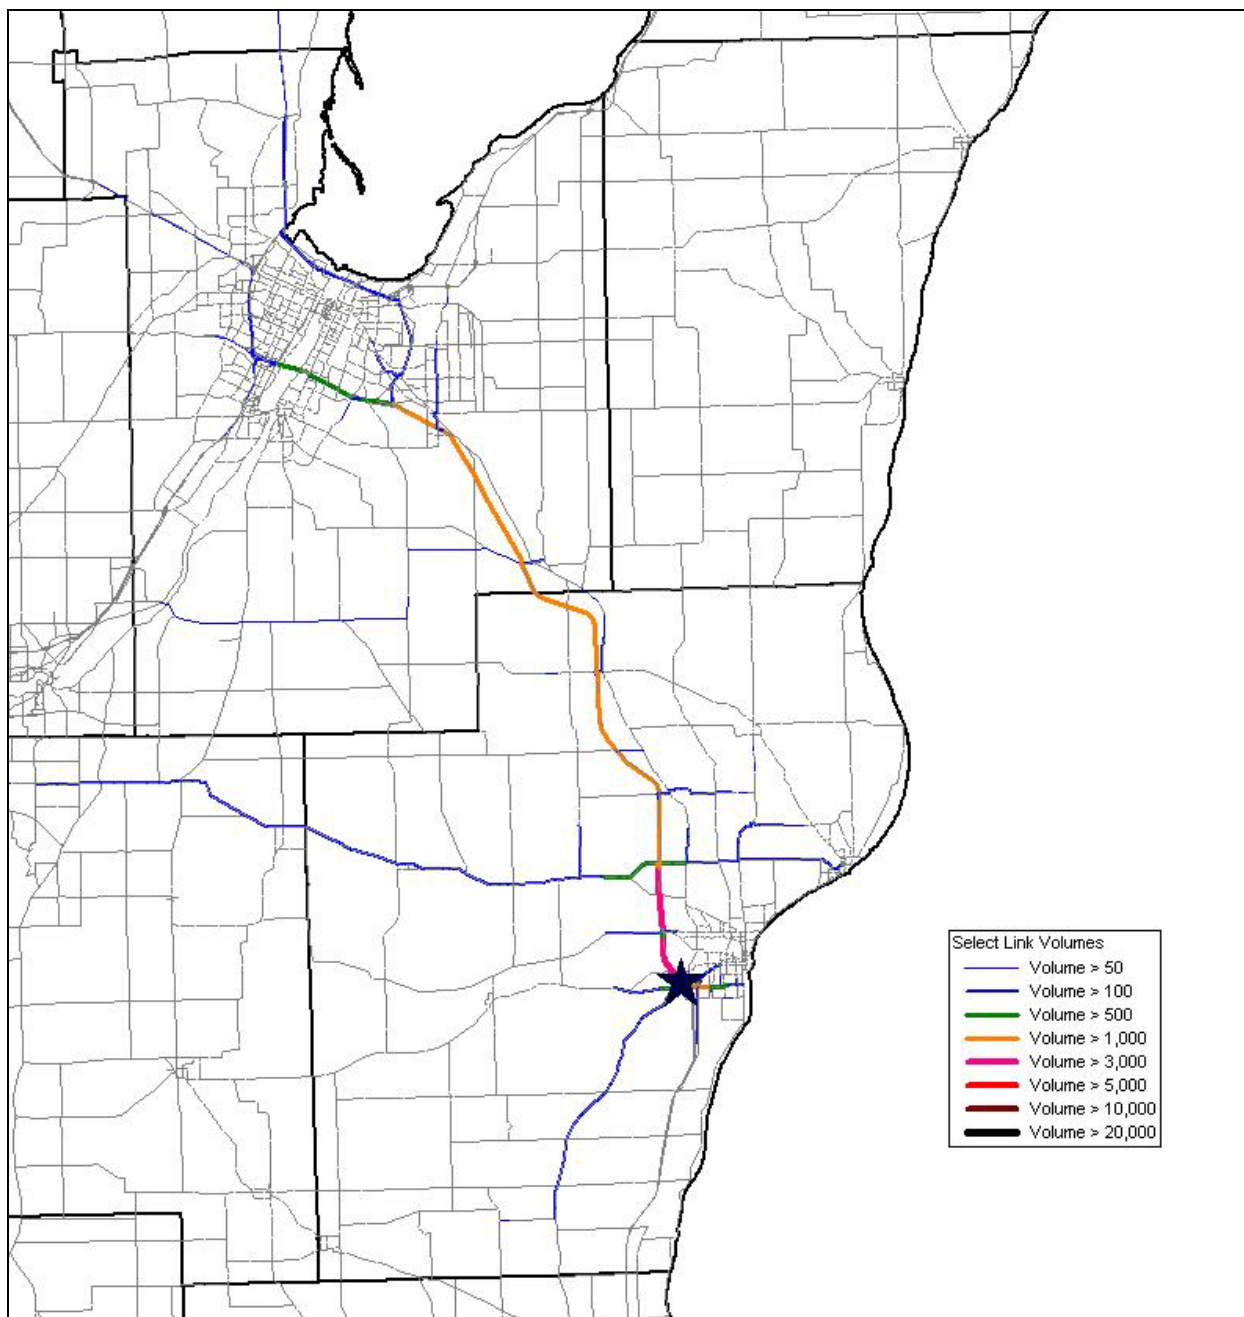 Select Link Volumes
Volume > 50
Volume > 100
Volume > 500
Volume > 1,000
Volume > 3,000
Volume > 5,000
Volume > 10,000
Volume > 20,000